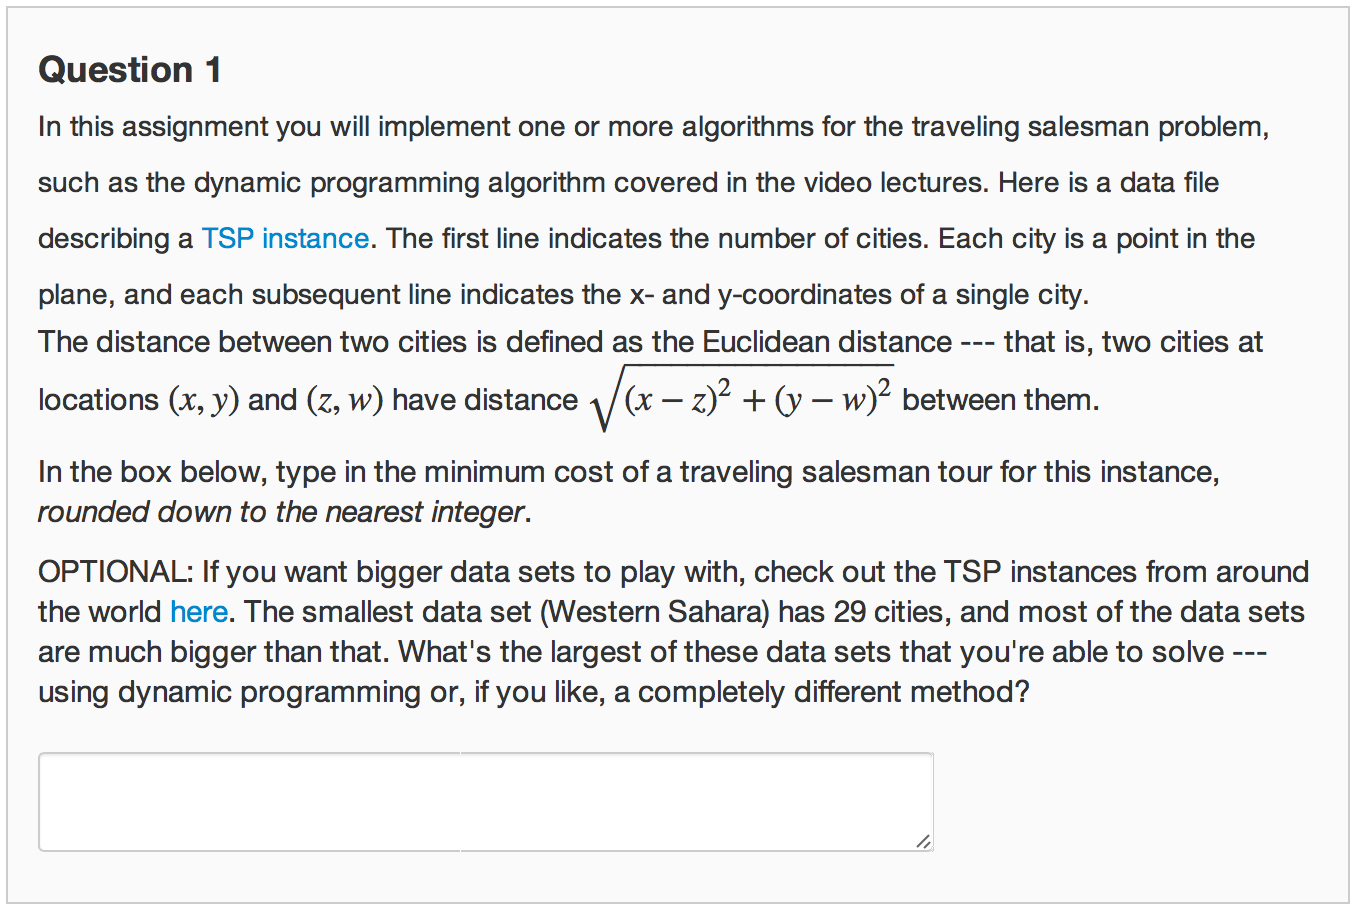 Question 1
In this assignment you will implement one or more algorithms for the traveling salesman problem,
such as the dynamic programming algorithm covered in the video lectures. Here is a data file
describing a TSP instance. The first line indicates the number of cities. Each city is a point in the
plane, and each subsequent line indicates the x- and y-coordinates of a single city.
The distance between two cities is defined as the Euclidean distance --- that is, two cities at
locations (x, y) and (z, w) have distance √(x − z)² + (y − w)² between them.
In the box below, type in the minimum cost of a traveling salesman tour for this instance,
rounded down to the nearest integer.
OPTIONAL: If you want bigger data sets to play with, check out the TSP instances from around
the world here. The smallest data set (Western Sahara) has 29 cities, and most of the data sets
are much bigger than that. What's the largest of these data sets that you're able to solve ---
using dynamic programming or, if you like, a completely different method?